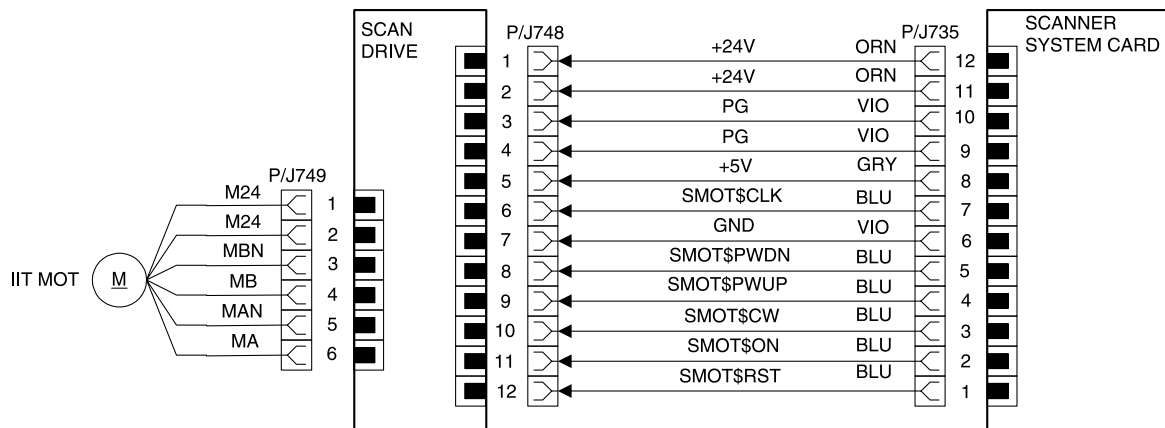 SCAN
DRIVE
P/J748
P/J735
SCANNER
SYSTEM CARD
1 +24V ORN 12
2 +24V ORN 11
3 PG VIO 10
4 PG VIO 9
5 +5V GRY 8
6 SMOT$CLK BLU 7
7 GND VIO 6
8 SMOT$PWDN BLU 5
9 SMOT$PWUP BLU 4
10 SMOT$CW BLU 3
11 SMOT$ON BLU 2
12 SMOT$RST BLU 1
P/J749
M24 1
M24 2
MBN 3
MB 4
MAN 5
MA 6
IIT MOT M